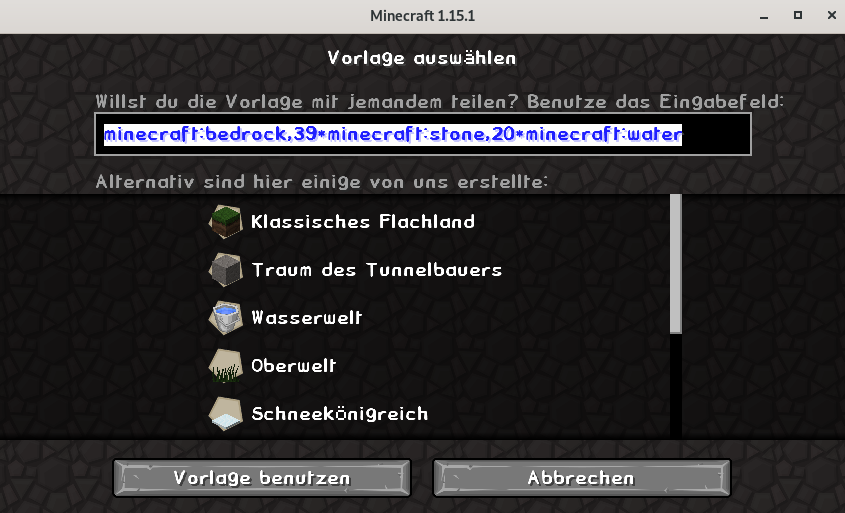 Minecraft 1.15.1
Vorlage auswählen
Willst du die Vorlage mit jemandem teilen? Benutze das Eingabefeld:
minecraft:bedrock,39*minecraft:stone,20*minecraft:water
Alternativ sind hier einige von uns erstellte:
Klassisches Flachland
Traum des Tunnelbauers
Wasserwelt
Oberwelt
Schneekönigreich
Vorlage benutzen
Abbrechen